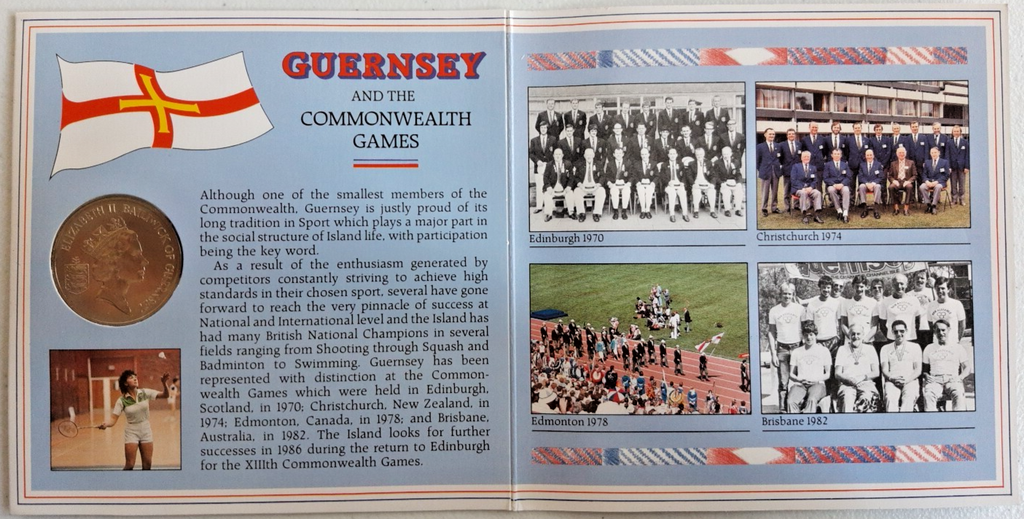 GUERNSEY
AND THE
COMMONWEALTH
GAMES
ELIZABETH II BAILIWICK OF GUERNSEY
Although one of the smallest members of the
Commonwealth, Guernsey is justly proud of its
long tradition in Sport which plays a major part in
the social structure of Island life, with participation
being the key word.
As a result of the enthusiasm generated by
competitors constantly striving to achieve high
standards in their chosen sport, several have gone
forward to reach the very pinnacle of success at
National and International level and the Island has
had many British National Champions in several
fields ranging from Shooting through Squash and
Badminton to Swimming. Guernsey has been
represented with distinction at the Common-
wealth Games which were held in Edinburgh,
Scotland, in 1970; Christchurch, New Zealand, in
1974; Edmonton, Canada, in 1978; and Brisbane,
Australia, in 1982. The Island looks for further
successes in 1986 during the return to Edinburgh
for the XIIIth Commonwealth Games.
Edinburgh 1970
Christchurch 1974
Edmonton 1978
Brisbane 1982